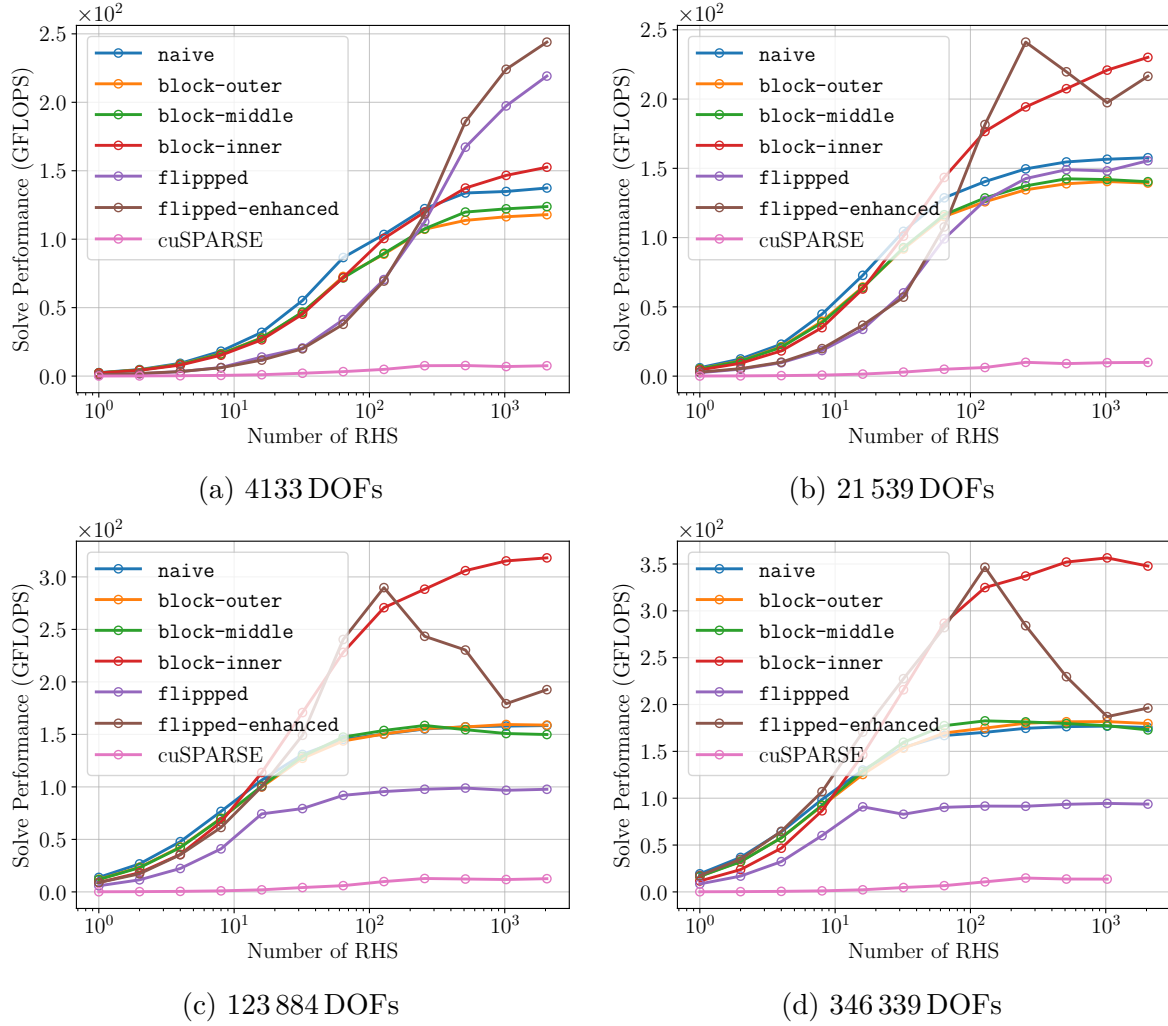 ×10²
2.5
2.0
1.5
1.0
0.5
0.0
Solve Performance (GFLOPS)
naive
block-outer
block-middle
block-inner
flippped
flipped-enhanced
cuSPARSE
10⁰ 10¹ 10² 10³
Number of RHS
(a) 4133 DOFs
×10²
2.5
2.0
1.5
1.0
0.5
0.0
Solve Performance (GFLOPS)
naive
block-outer
block-middle
block-inner
flippped
flipped-enhanced
cuSPARSE
10⁰ 10¹ 10² 10³
Number of RHS
(b) 21 539 DOFs
×10²
3.0
2.5
2.0
1.5
1.0
0.5
0.0
Solve Performance (GFLOPS)
naive
block-outer
block-middle
block-inner
flippped
flipped-enhanced
cuSPARSE
10⁰ 10¹ 10² 10³
Number of RHS
(c) 123 884 DOFs
×10²
3.5
3.0
2.5
2.0
1.5
1.0
0.5
0.0
Solve Performance (GFLOPS)
naive
block-outer
block-middle
block-inner
flippped
flipped-enhanced
cuSPARSE
10⁰ 10¹ 10² 10³
Number of RHS
(d) 346 339 DOFs